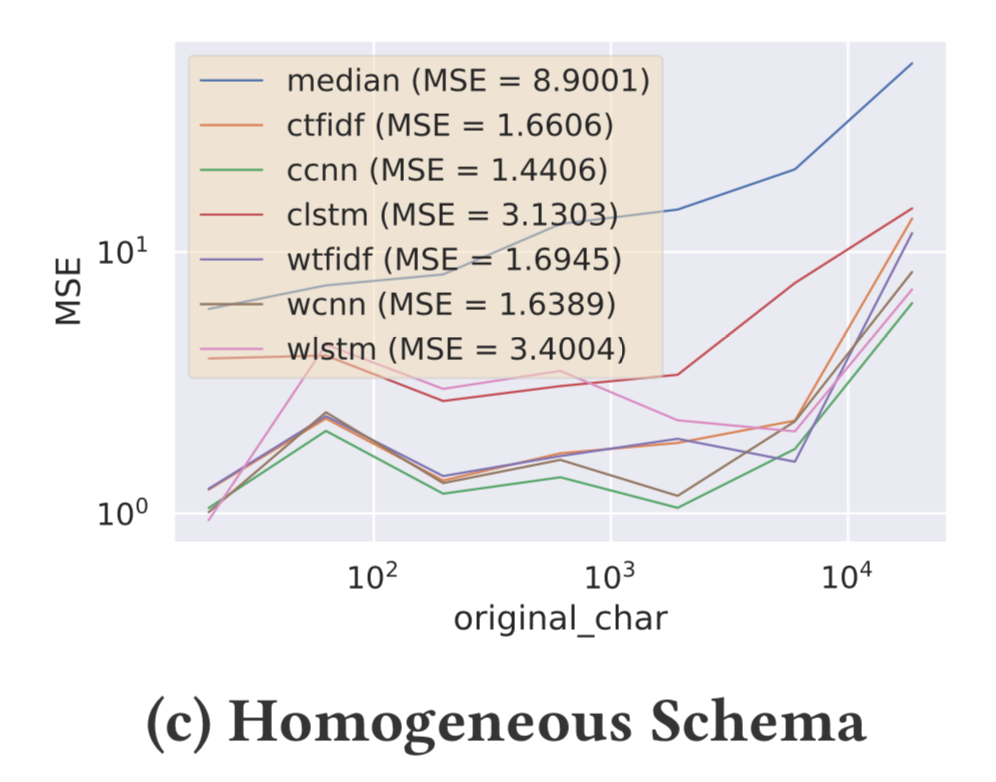 median (MSE = 8.9001)
ctfidf (MSE = 1.6606)
ccnn (MSE = 1.4406)
clstm (MSE = 3.1303)
wtfidf (MSE = 1.6945)
wcnn (MSE = 1.6389)
wlstm (MSE = 3.4004)
MSE
10¹
10⁰
10² 10³ 10⁴
original_char
(c) Homogeneous Schema